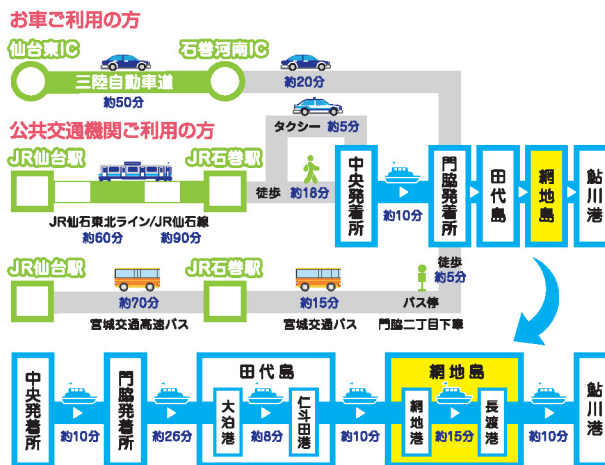 お車ご利用の方
仙台東IC
石巻河南IC
三陸自動車道
約50分
約20分
タクシー 約5分
公共交通機関ご利用の方
JR仙台駅
JR石巻駅
徒歩
約18分
JR仙石東北ライン/JR仙石線
約60分
約90分
中央発着所
約10分
門脇発着所
田代島
網地島
鮎川港
JR仙台駅
JR石巻駅
約70分
約15分
宮城交通高速バス
宮城交通バス
徒歩
約5分
バス停
門脇二丁目下車
中央発着所
約10分
門脇発着所
約26分
田代島
大泊港
約8分
仁斗田港
約10分
網地島
網地港
約15分
長渡港
約10分
鮎川港